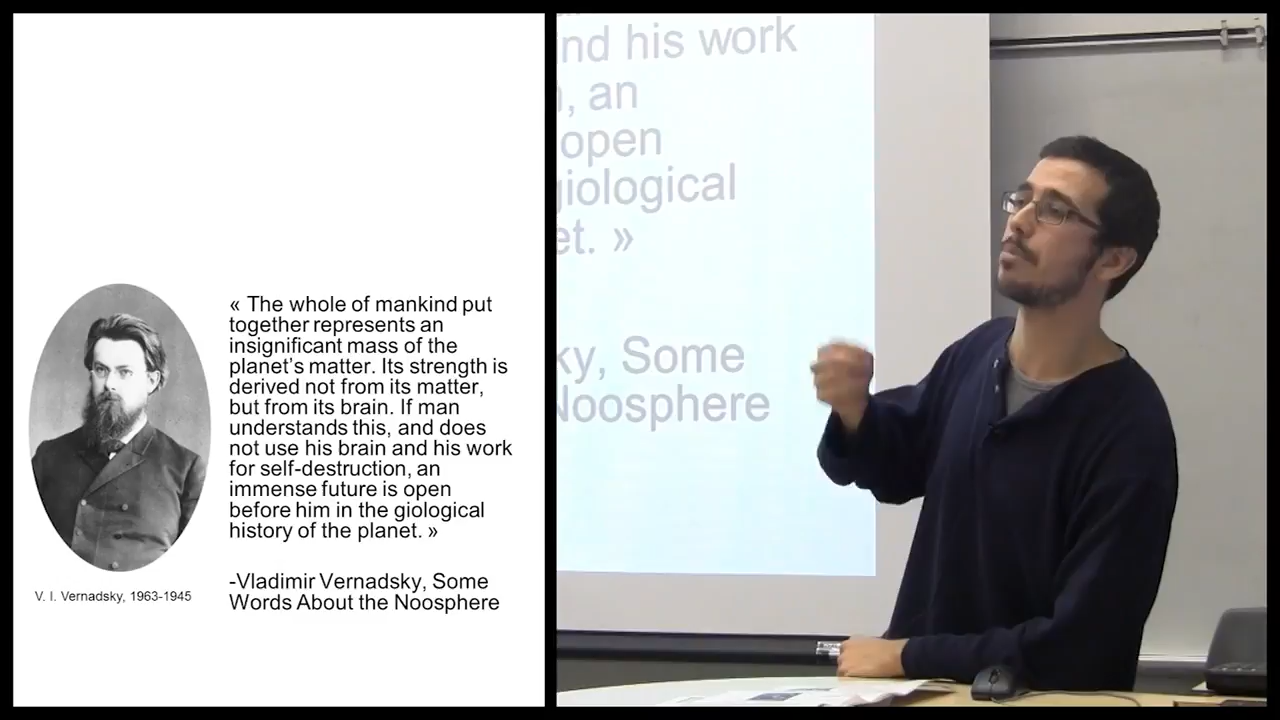 « The whole of mankind put
together represents an
insignificant mass of the
planet's matter. Its strength is
derived not from its matter,
but from its brain. If man
understands this, and does
not use his brain and his work
for self-destruction, an
immense future is open
before him in the giological
history of the planet. »
-Vladimir Vernadsky, Some
Words About the Noosphere
V. I. Vernadsky, 1963-1945
nd his work
, an
open
giological
et. »
ky, Some
Noosphere